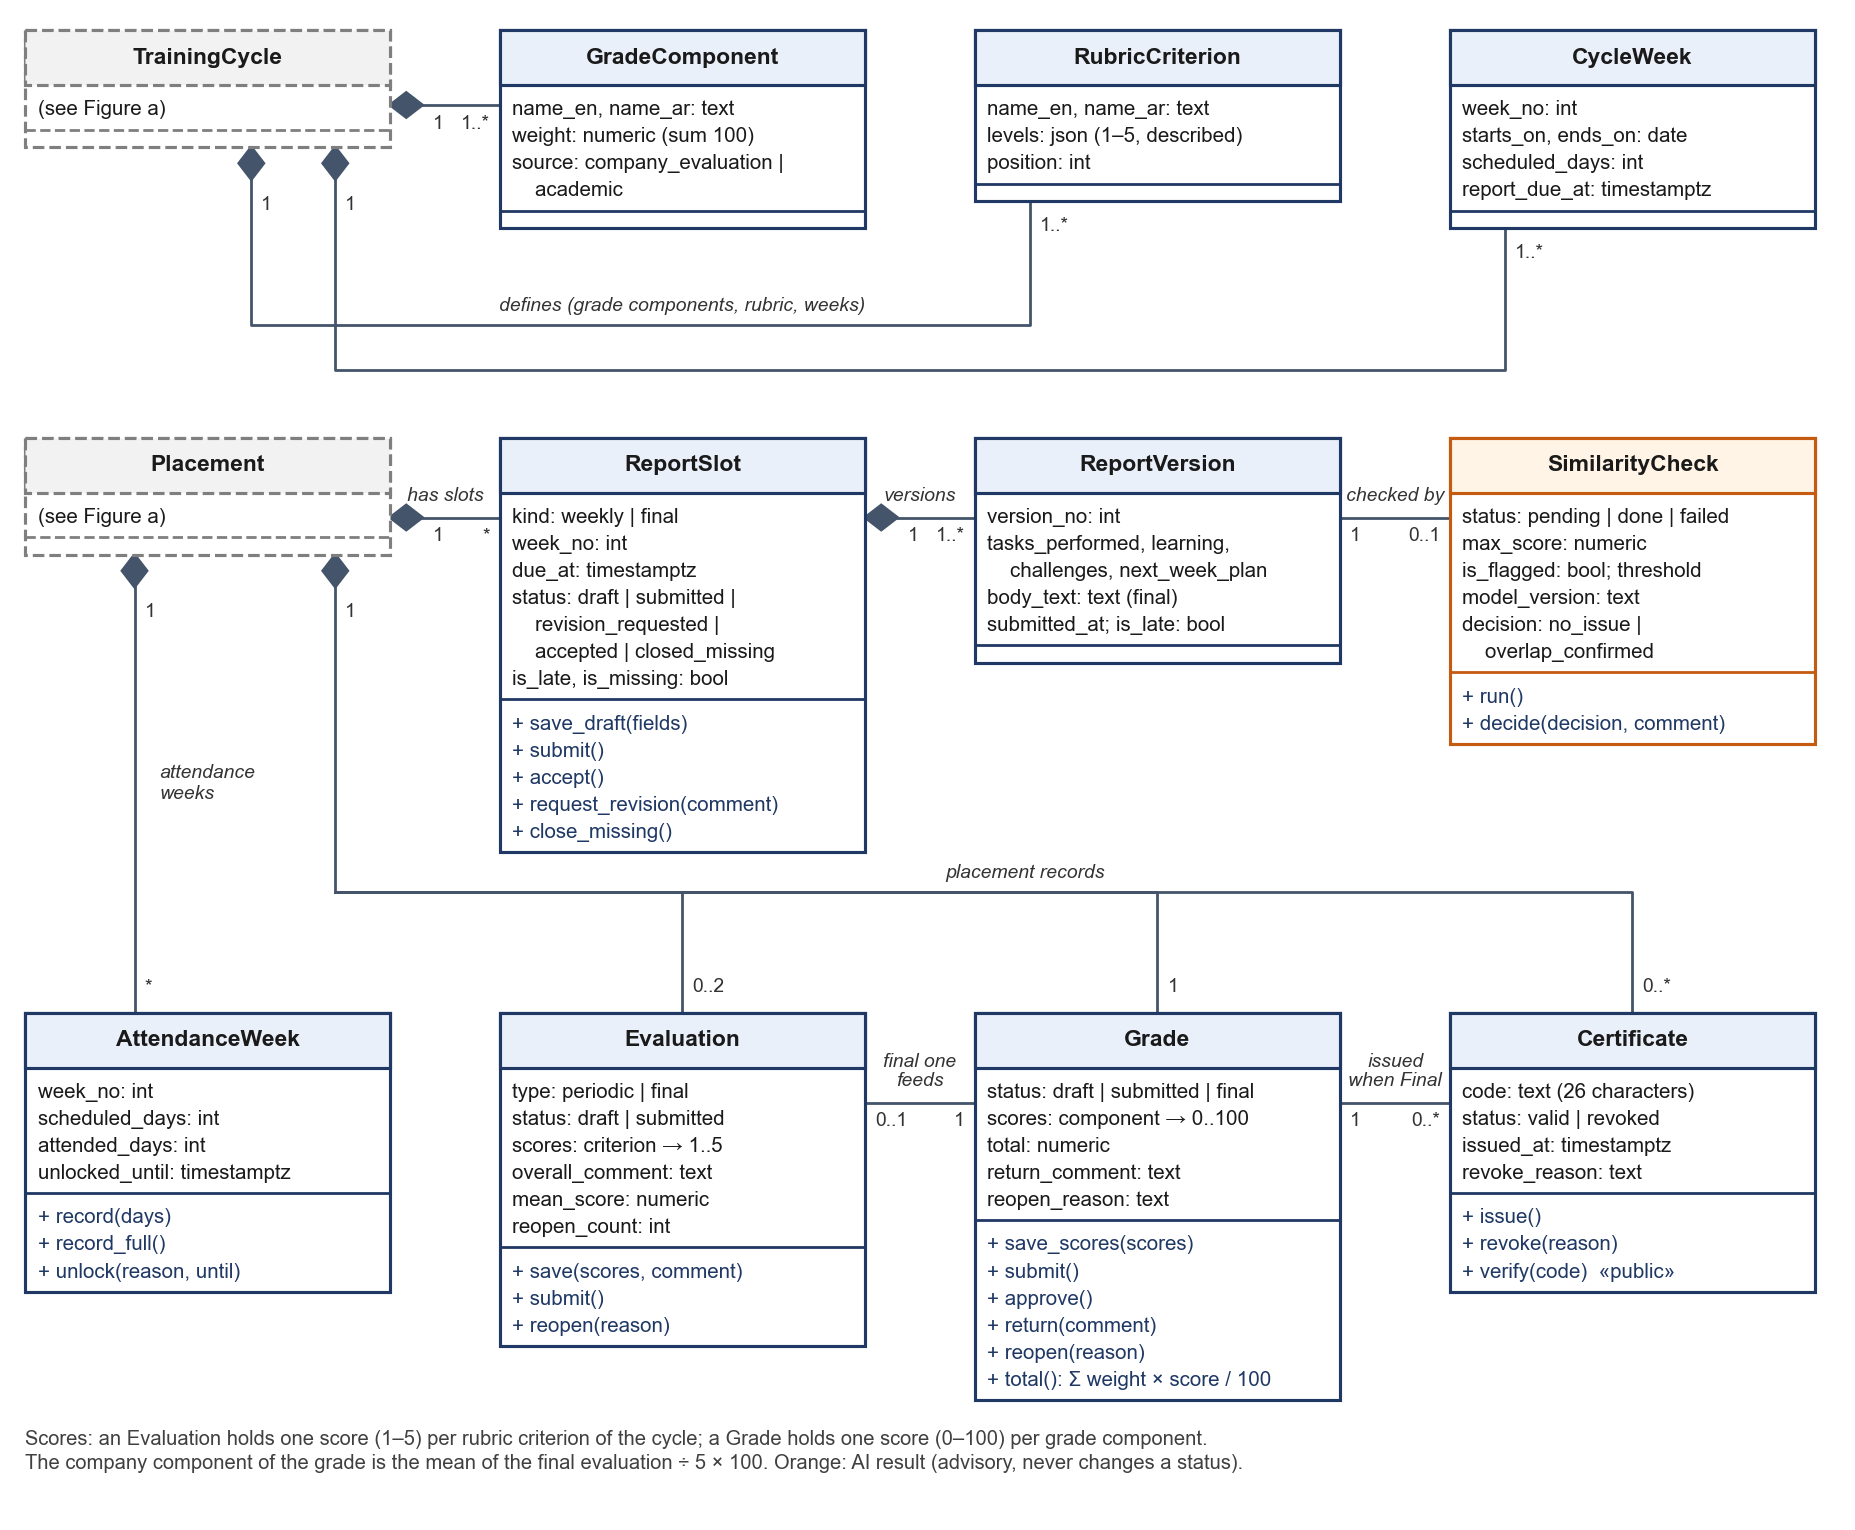 TrainingCycle
(see Figure a)
1
1..*
1
1
GradeComponent
name_en, name_ar: text
weight: numeric (sum 100)
source: company_evaluation |
academic
RubricCriterion
name_en, name_ar: text
levels: json (1–5, described)
position: int
1..*
CycleWeek
week_no: int
starts_on, ends_on: date
scheduled_days: int
report_due_at: timestamptz
1..*
defines (grade components, rubric, weeks)
Placement
(see Figure a)
has slots
1
*
1
1
ReportSlot
kind: weekly | final
week_no: int
due_at: timestamptz
status: draft | submitted |
revision_requested |
accepted | closed_missing
is_late, is_missing: bool
+ save_draft(fields)
+ submit()
+ accept()
+ request_revision(comment)
+ close_missing()
versions
1
1..*
ReportVersion
version_no: int
tasks_performed, learning,
challenges, next_week_plan
body_text: text (final)
submitted_at; is_late: bool
checked by
1
0..1
SimilarityCheck
status: pending | done | failed
max_score: numeric
is_flagged: bool; threshold
model_version: text
decision: no_issue |
overlap_confirmed
+ run()
+ decide(decision, comment)
attendance
weeks
placement records
*
0..2
1
0..*
AttendanceWeek
week_no: int
scheduled_days: int
attended_days: int
unlocked_until: timestamptz
+ record(days)
+ record_full()
+ unlock(reason, until)
Evaluation
type: periodic | final
status: draft | submitted
scores: criterion → 1..5
overall_comment: text
mean_score: numeric
reopen_count: int
+ save(scores, comment)
+ submit()
+ reopen(reason)
final one
feeds
0..1
1
Grade
status: draft | submitted | final
scores: component → 0..100
total: numeric
return_comment: text
reopen_reason: text
+ save_scores(scores)
+ submit()
+ approve()
+ return(comment)
+ reopen(reason)
+ total(): Σ weight × score / 100
issued
when Final
1
0..*
Certificate
code: text (26 characters)
status: valid | revoked
issued_at: timestamptz
revoke_reason: text
+ issue()
+ revoke(reason)
+ verify(code) «public»
Scores: an Evaluation holds one score (1–5) per rubric criterion of the cycle; a Grade holds one score (0–100) per grade component.
The company component of the grade is the mean of the final evaluation ÷ 5 × 100. Orange: AI result (advisory, never changes a status).